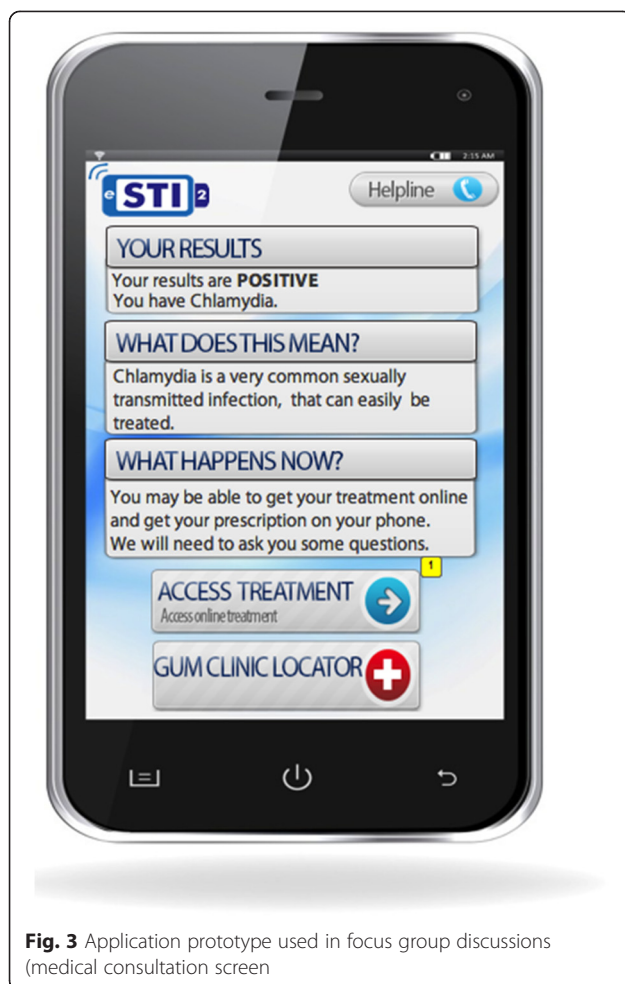 2:15 AM
eSTI2
Helpline
YOUR RESULTS
Your results are POSITIVE
You have Chlamydia.
WHAT DOES THIS MEAN?
Chlamydia is a very common sexually
transmitted infection, that can easily be
treated.
WHAT HAPPENS NOW?
You may be able to get your treatment online
and get your prescription on your phone.
We will need to ask you some questions.
1
ACCESS TREATMENT
Access online treatment
GUM CLINIC LOCATOR
Fig. 3 Application prototype used in focus group discussions
(medical consultation screen